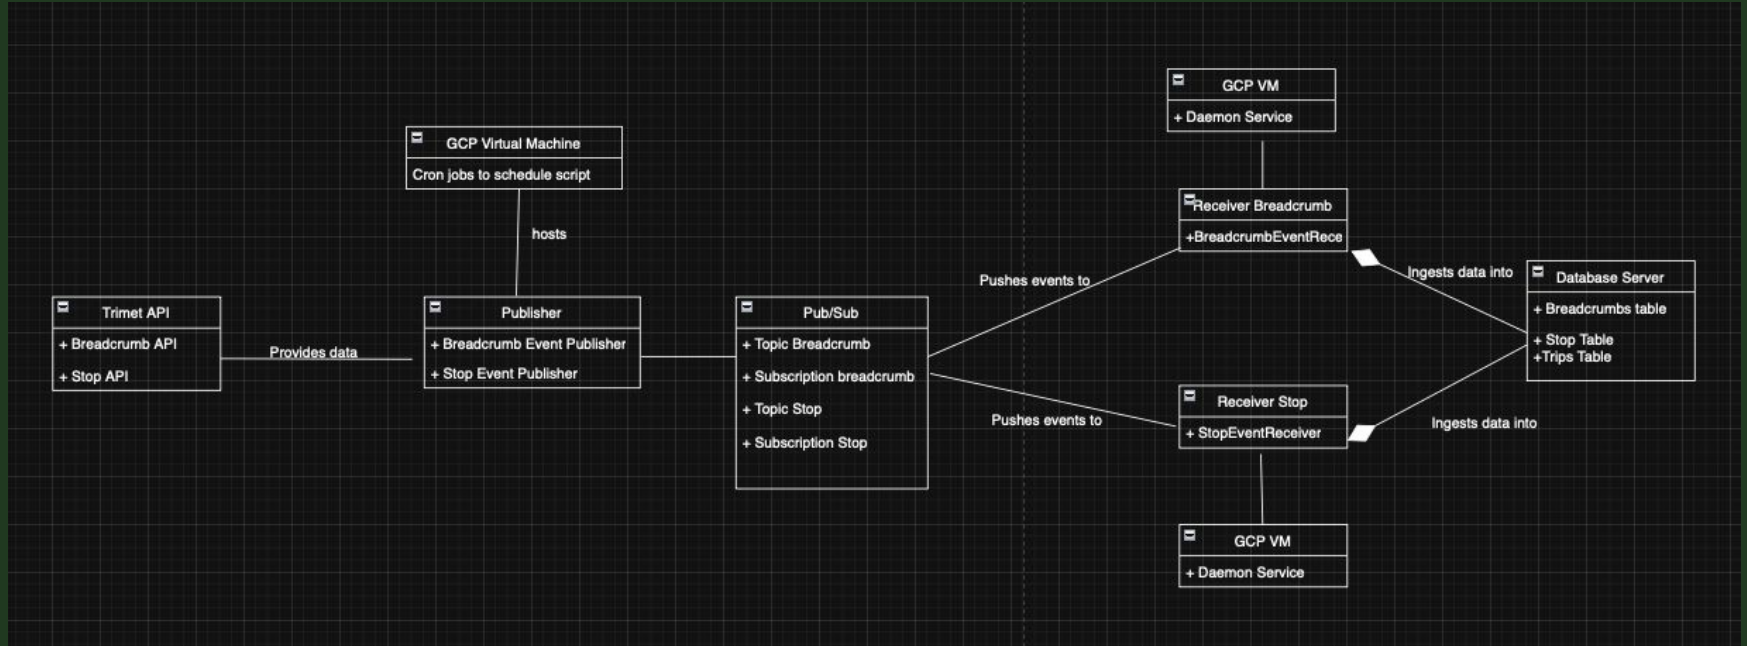 GCP VM
+ Daemon Service
GCP Virtual Machine
Cron jobs to schedule script
hosts
Receiver Breadcrumb
+BreadcrumbEventRece
Pushes events to
Ingests data into
Database Server
+ Breadcrumbs table
+ Stop Table
+Trips Table
Trimet API
+ Breadcrumb API
+ Stop API
Provides data
Publisher
+ Breadcrumb Event Publisher
+ Stop Event Publisher
Pub/Sub
+ Topic Breadcrumb
+ Subscription breadcrumb
+ Topic Stop
+ Subscription Stop
Pushes events to
Receiver Stop
+ StopEventReceiver
Ingests data into
GCP VM
+ Daemon Service